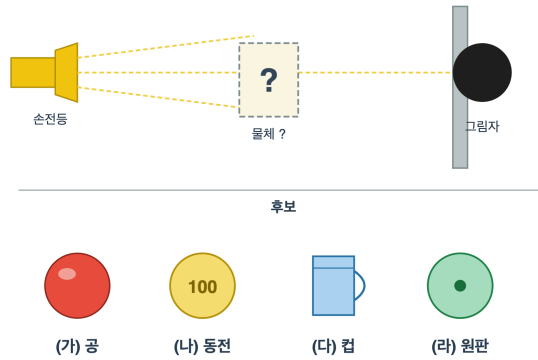 ?
손전등
물체 ?
그림자
후보
100
(가) 공
(나) 동전
(다) 컵
(라) 원판